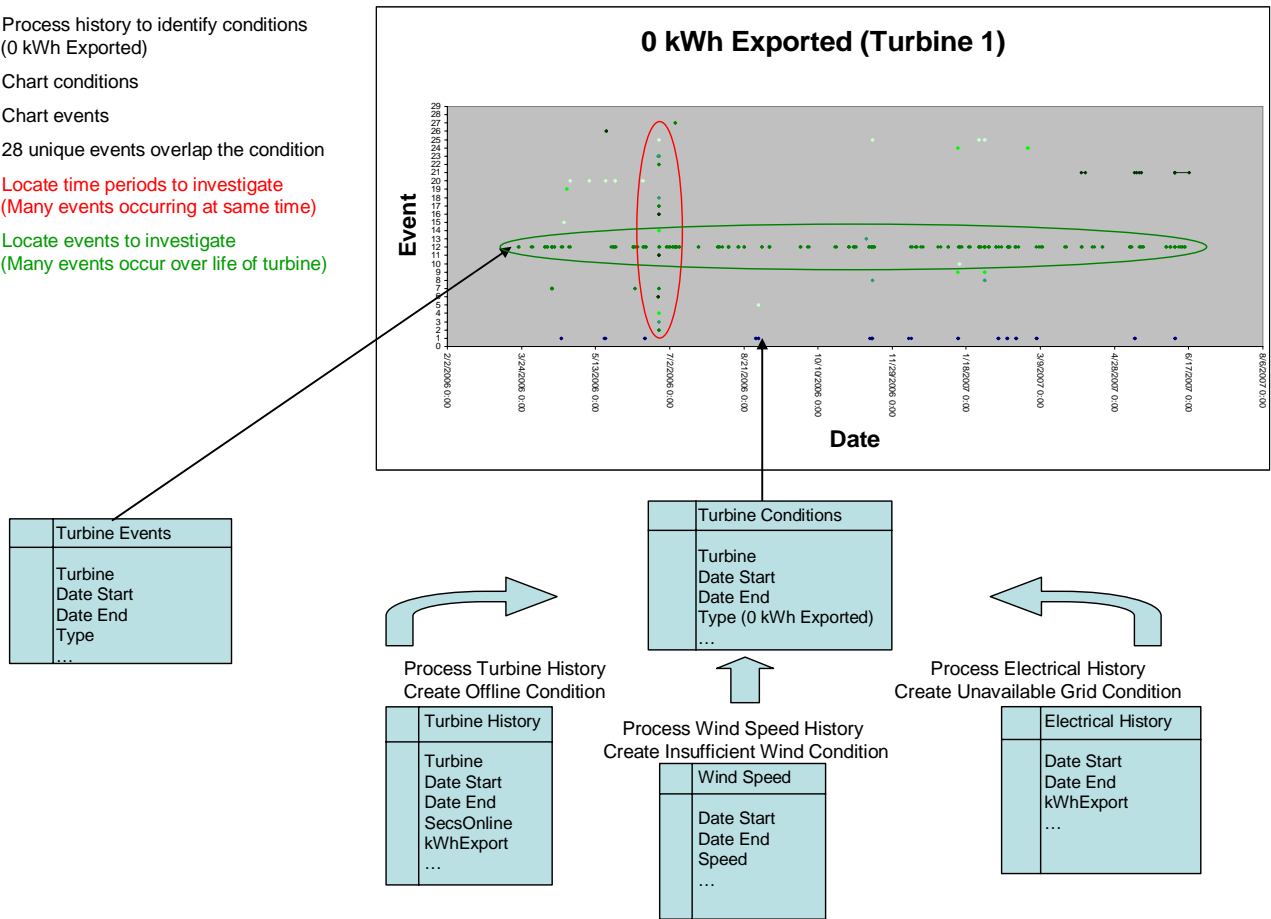 Process history to identify conditions
(0 kWh Exported)
Chart conditions
Chart events
28 unique events overlap the condition
Locate time periods to investigate
(Many events occurring at same time)
Locate events to investigate
(Many events occur over life of turbine)
0 kWh Exported (Turbine 1)
Event
29
28
27
26
25
24
23
22
21
20
19
18
17
16
15
14
13
12
11
10
9
8
7
6
5
4
3
2
1
0
2/2/2006 0:00
3/24/2006 0:00
5/13/2006 0:00
7/2/2006 0:00
8/21/2006 0:00
10/10/2006 0:00
11/29/2006 0:00
1/18/2007 0:00
3/9/2007 0:00
4/28/2007 0:00
6/17/2007 0:00
8/6/2007 0:00
Date
Turbine Events
Turbine
Date Start
Date End
Type
…
Turbine Conditions
Turbine
Date Start
Date End
Type (0 kWh Exported)
…
Process Turbine History
Create Offline Condition
Turbine History
Turbine
Date Start
Date End
SecsOnline
kWhExport
…
Process Wind Speed History
Create Insufficient Wind Condition
Wind Speed
Date Start
Date End
Speed
…
Process Electrical History
Create Unavailable Grid Condition
Electrical History
Date Start
Date End
kWhExport
…